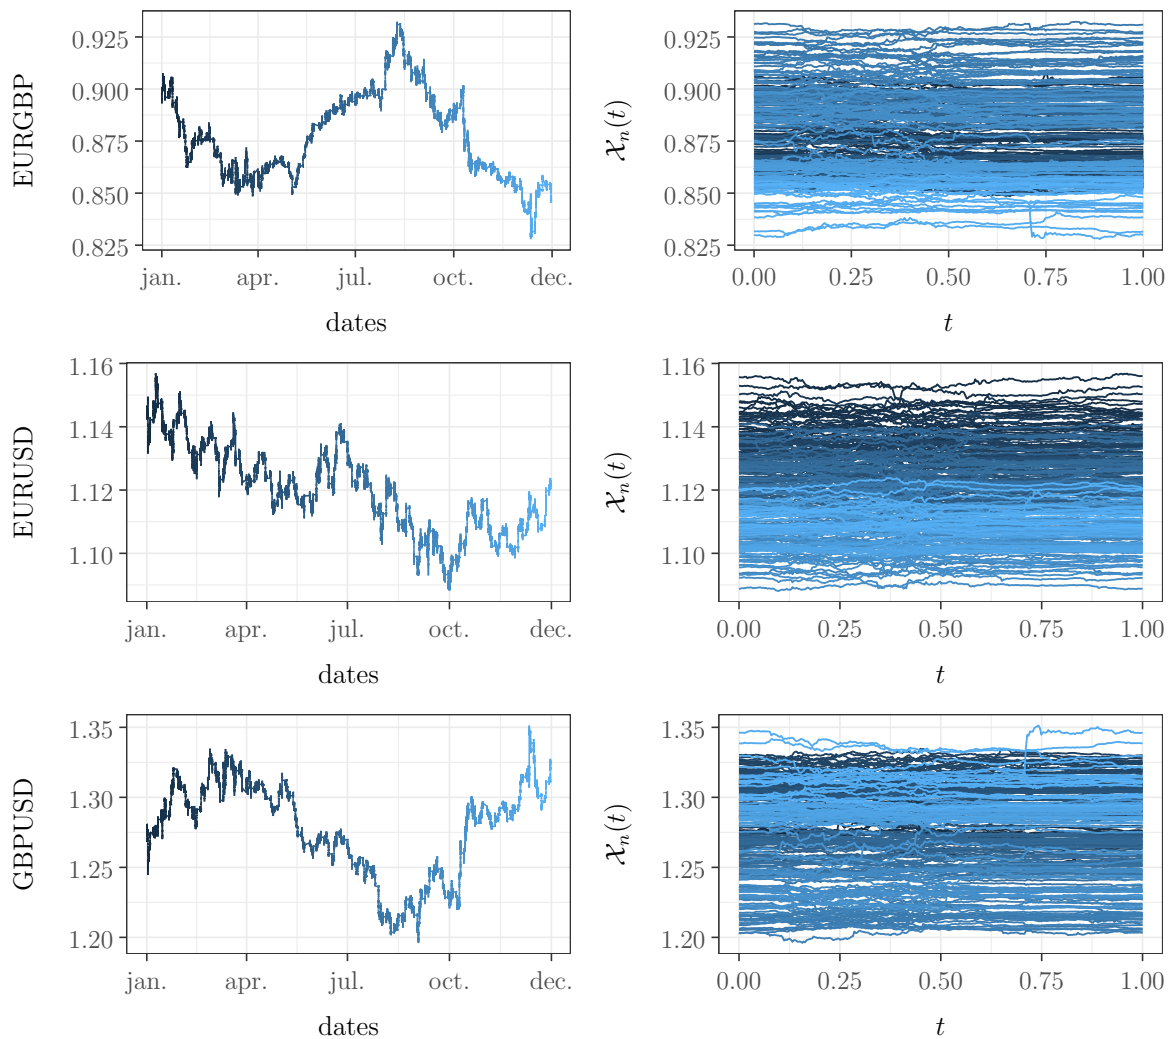 EURGBP
0.925
0.900
0.875
0.850
0.825
jan. apr. jul. oct. dec.
dates
𝒳n(t)
0.925
0.900
0.875
0.850
0.825
0.00 0.25 0.50 0.75 1.00
t
EURUSD
1.16
1.14
1.12
1.10
jan. apr. jul. oct. dec.
dates
𝒳n(t)
1.16
1.14
1.12
1.10
0.00 0.25 0.50 0.75 1.00
t
GBPUSD
1.35
1.30
1.25
1.20
jan. apr. jul. oct. dec.
dates
𝒳n(t)
1.35
1.30
1.25
1.20
0.00 0.25 0.50 0.75 1.00
t